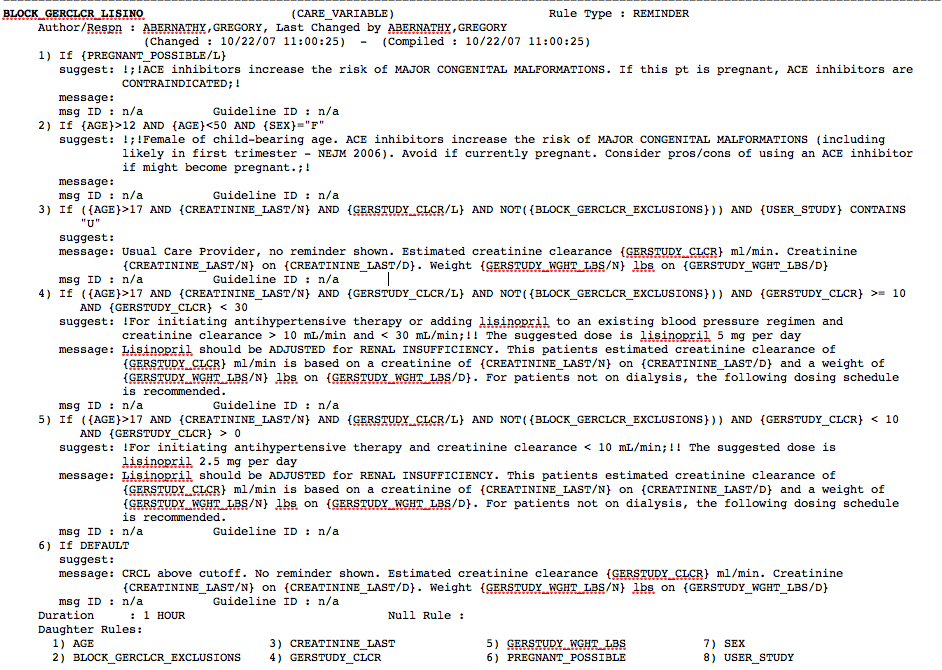 BLOCK_GERCLCR_LISINO (CARE_VARIABLE) Rule Type : REMINDER
Author/Respn : ABERNATHY,GREGORY, Last Changed by ABERNATHY,GREGORY
(Changed : 10/22/07 11:00:25) - (Compiled : 10/22/07 11:00:25)
1) If {PREGNANT_POSSIBLE/L}
suggest: !;!ACE inhibitors increase the risk of MAJOR CONGENITAL MALFORMATIONS. If this pt is pregnant, ACE inhibitors are
CONTRAINDICATED;!
message:
msg ID : n/a Guideline ID : n/a
2) If {AGE}>12 AND {AGE}<50 AND {SEX}="F"
suggest: !;!Female of child-bearing age. ACE inhibitors increase the risk of MAJOR CONGENITAL MALFORMATIONS (including
likely in first trimester - NEJM 2006). Avoid if currently pregnant. Consider pros/cons of using an ACE inhibitor
if might become pregnant.;!
message:
msg ID : n/a Guideline ID : n/a
3) If ({AGE}>17 AND {CREATININE_LAST/N} AND {GERSTUDY_CLCR/L} AND NOT({BLOCK_GERCLCR_EXCLUSIONS})) AND {USER_STUDY} CONTAINS
"U"
suggest:
message: Usual Care Provider, no reminder shown. Estimated creatinine clearance {GERSTUDY_CLCR} ml/min. Creatinine
{CREATININE_LAST/N} on {CREATININE_LAST/D}. Weight {GERSTUDY_WGHT_LBS/N} lbs on {GERSTUDY_WGHT_LBS/D}
msg ID : n/a Guideline ID : n/a
4) If ({AGE}>17 AND {CREATININE_LAST/N} AND {GERSTUDY_CLCR/L} AND NOT({BLOCK_GERCLCR_EXCLUSIONS})) AND {GERSTUDY_CLCR} >= 10
AND {GERSTUDY_CLCR} < 30
suggest: !For initiating antihypertensive therapy or adding lisinopril to an existing blood pressure regimen and
creatinine clearance > 10 mL/min and < 30 mL/min;!! The suggested dose is lisinopril 5 mg per day
message: Lisinopril should be ADJUSTED for RENAL INSUFFICIENCY. This patients estimated creatinine clearance of
{GERSTUDY_CLCR} ml/min is based on a creatinine of {CREATININE_LAST/N} on {CREATININE_LAST/D} and a weight of
{GERSTUDY_WGHT_LBS/N} lbs on {GERSTUDY_WGHT_LBS/D}. For patients not on dialysis, the following dosing schedule
is recommended.
msg ID : n/a Guideline ID : n/a
5) If ({AGE}>17 AND {CREATININE_LAST/N} AND {GERSTUDY_CLCR/L} AND NOT({BLOCK_GERCLCR_EXCLUSIONS})) AND {GERSTUDY_CLCR} < 10
AND {GERSTUDY_CLCR} > 0
suggest: !For initiating antihypertensive therapy and creatinine clearance < 10 mL/min;!! The suggested dose is
lisinopril 2.5 mg per day
message: Lisinopril should be ADJUSTED for RENAL INSUFFICIENCY. This patients estimated creatinine clearance of
{GERSTUDY_CLCR} ml/min is based on a creatinine of {CREATININE_LAST/N} on {CREATININE_LAST/D} and a weight of
{GERSTUDY_WGHT_LBS/N} lbs on {GERSTUDY_WGHT_LBS/D}. For patients not on dialysis, the following dosing schedule
is recommended.
msg ID : n/a Guideline ID : n/a
6) If DEFAULT
suggest:
message: CRCL above cutoff. No reminder shown. Estimated creatinine clearance {GERSTUDY_CLCR} ml/min. Creatinine
{CREATININE_LAST/N} on {CREATININE_LAST/D}. Weight {GERSTUDY_WGHT_LBS/N} lbs on {GERSTUDY_WGHT_LBS/D}
msg ID : n/a Guideline ID : n/a
Duration : 1 HOUR Null Rule :
Daughter Rules:
1) AGE 3) CREATININE_LAST 5) GERSTUDY_WGHT_LBS 7) SEX
2) BLOCK_GERCLCR_EXCLUSIONS 4) GERSTUDY_CLCR 6) PREGNANT_POSSIBLE 8) USER_STUDY